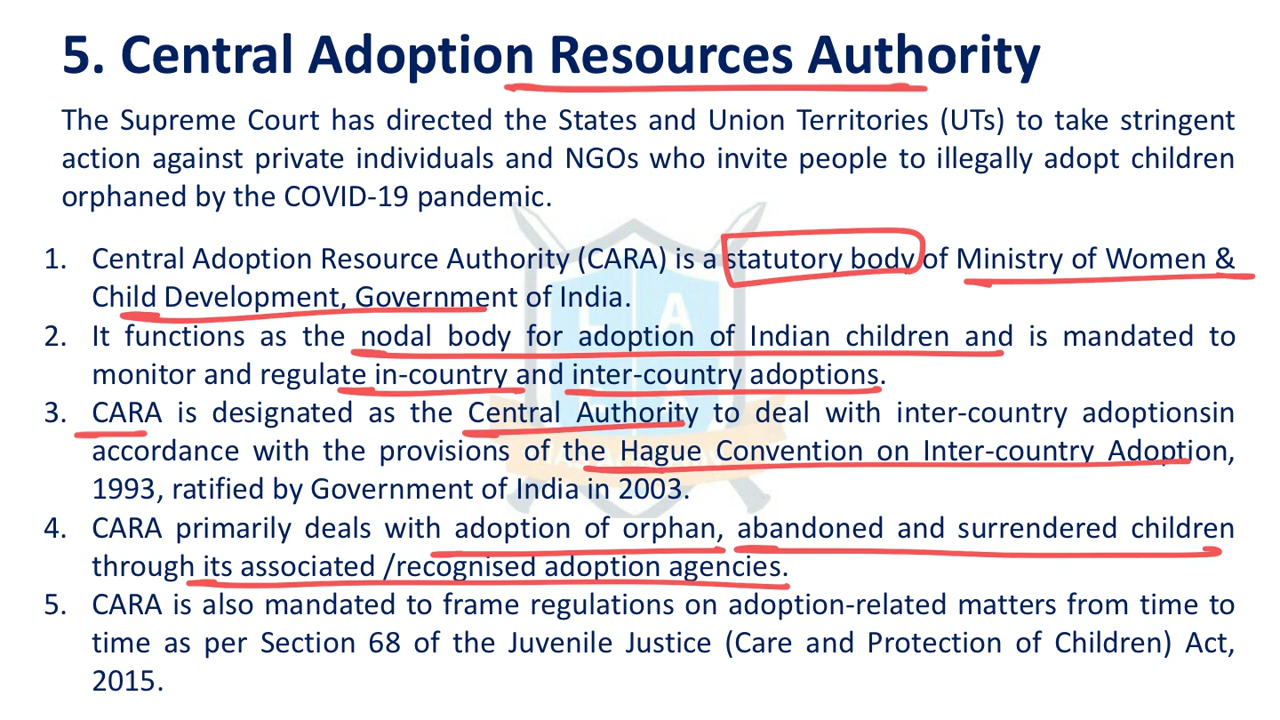 5. Central Adoption Resources Authority
The Supreme Court has directed the States and Union Territories (UTs) to take stringent
action against private individuals and NGOs who invite people to illegally adopt children
orphaned by the COVID-19 pandemic.
1. Central Adoption Resource Authority (CARA) is a statutory body of Ministry of Women &
Child Development, Government of India.
2. It functions as the nodal body for adoption of Indian children and is mandated to
monitor and regulate in-country and inter-country adoptions.
3. CARA is designated as the Central Authority to deal with inter-country adoptionsin
accordance with the provisions of the Hague Convention on Inter-country Adoption,
1993, ratified by Government of India in 2003.
4. CARA primarily deals with adoption of orphan, abandoned and surrendered children
through its associated /recognised adoption agencies.
5. CARA is also mandated to frame regulations on adoption-related matters from time to
time as per Section 68 of the Juvenile Justice (Care and Protection of Children) Act,
2015.